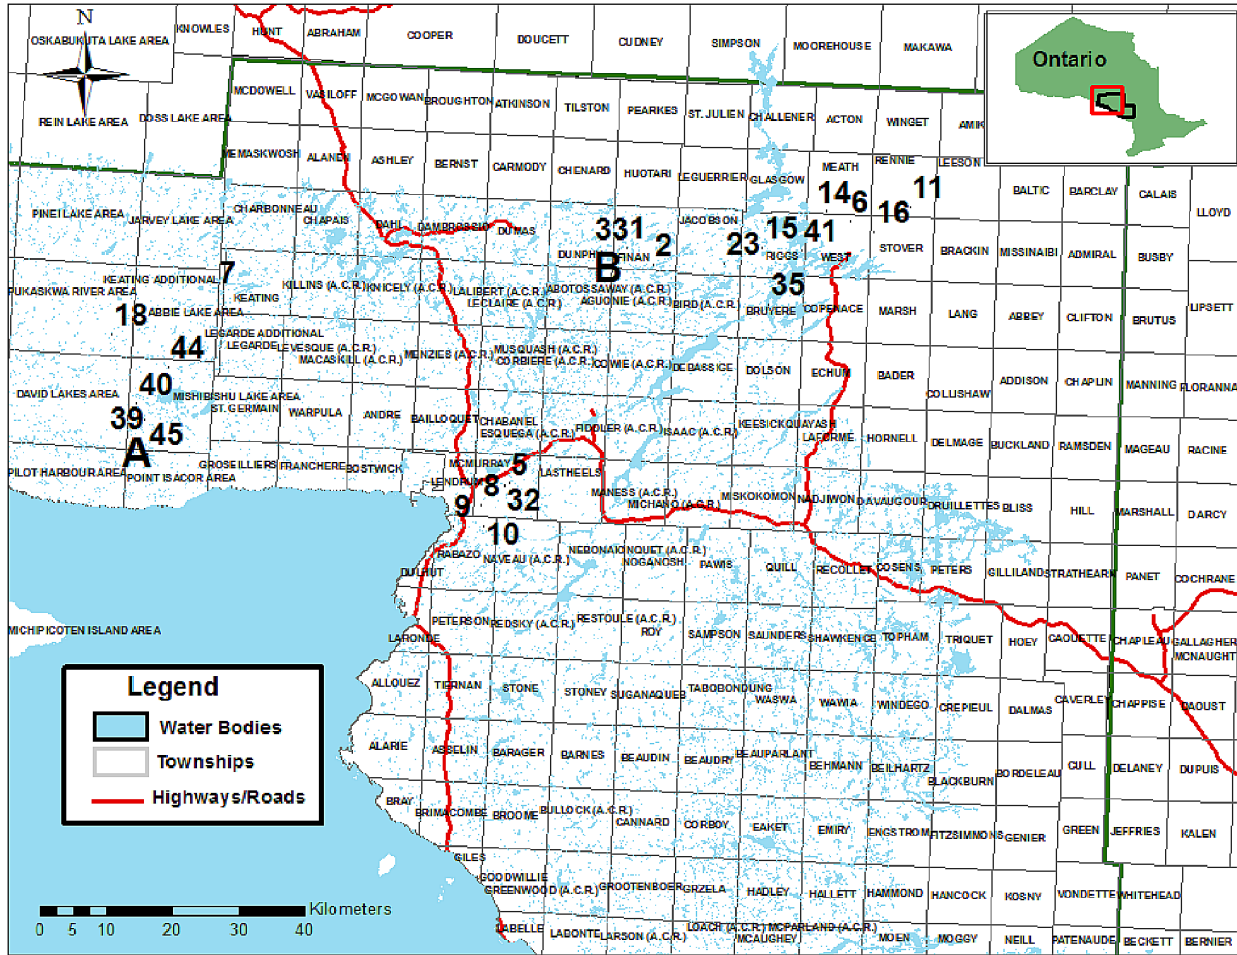 N
KNOWLES
HUNT
ABRAHAM
COOPER
DOUCETT
CUDNEY
SIMPSON
MOOREHOUSE
MAKAWA
OSKABUKUTA LAKE AREA
Ontario
MCDOWELL
VASILOFF
MCGOWAN
BROUGHTON
ATKINSON
TILSTON
PEARKES
ST. JULIEN
CHALLENER
ACTON
WINGET
REIN LAKE AREA
DOSS LAKE AREA
MEMASKWOSH
ALANEN
ASHLEY
BERNST
CARMODY
CHENARD
HUOTARI
LEGUERRIER
GLASGOW
MEATH
RENNIE
LEESON
BALTIC
BARCLAY
CALAIS
LLOYD
14
6
16
11
PINEI LAKE AREA
JARVEY LAKE AREA
CHARBONNEAU
CHAPAIS
DAHL
DAMBROSSIO
DUMAS
331
2
JACOBSON
23
15
41
DUNPHY
FINAN
B
RIGGS
WEST
STOVER
BRACKIN
MISSINAIBI
ADMIRAL
BUSBY
7
35
PUKASKWA RIVER AREA
KEATING ADDITIONAL
KEATING
KILLINS (A.C.R.)
KNICELY (A.C.R.)
LALIBERT (A.C.R.)
LECLAIRE (A.C.R.)
ABOTOSSAWAY (A.C.R.)
AGUONIE (A.C.R.)
BIRD (A.C.R.)
BRUYERE
COPENACE
MARSH
LANG
ABBEY
CLIFTON
BRUTUS
LIPSETT
18
ABBIE LAKE AREA
44
LEGARDE ADDITIONAL
LEGARDE
LEVESQUE (A.C.R.)
MACASKILL (A.C.R.)
MENZIES (A.C.R.)
MUSQUASH (A.C.R.)
CORBIERE (A.C.R.)
COWIE (A.C.R.)
DEBASSIGE
DOLSON
ECHUM
BADER
COLLISHAW
ADDISON
CHAPLIN
MANNING
FLORANNA
DAVID LAKES AREA
40
MISHIBISHU LAKE AREA
ST. GERMAIN
WARPULA
ANDRE
BAILLOQUET
CHABANEL
ESQUEGA (A.C.R.)
FIDDLER (A.C.R.)
ISAAC (A.C.R.)
KEESICKQUAYASH
LAFORME
HORNELL
DELMAGE
BUCKLAND
RAMSDEN
MAGEAU
RACINE
39
45
A
PILOT HARBOUR AREA
POINT ISACOR AREA
GROSEILLIERS
FRANCHERE
BOSTWICK
MCMURRAY
LENDRUM
5
8
32
9
10
LASTHEELS
MANESS (A.C.R.)
MICHANO (A.C.R.)
MISKOKOMON
NADJIWON
DAVAUGOUR
DRUILLETTES
BLISS
HILL
MARSHALL
DARCY
RABAZO
NAVEAU (A.C.R.)
NEBONAIONQUET (A.C.R.)
NOGANOSH
PAWIS
QUILL
RECOLLET
COSENS
PETERS
GILLILAND
STRATHEARN
PANET
COCHRANE
DULHUT
MICHIPICOTEN ISLAND AREA
LARONDE
PETERSON
REDSKY (A.C.R.)
RESTOULE (A.C.R.)
ROY
SAMPSON
SAUNDERS
SHAWKENCE
TOPHAM
TRIQUET
HOEY
CAOUETTE
CHAPLEAU
GALLAGHER
MCNAUGHT
ALLOUEZ
TIERNAN
STONE
STONEY
SUGANAQUEB
TABOBONDUNG
WASWA
WAWIA
WINDEGO
CREPIEUL
DALMAS
CAVERLEY
CHAPPISE
DAOUST
Legend
Water Bodies
Townships
Highways/Roads
ALARIE
ASSELIN
BARAGER
BARNES
BEAUDIN
BEAUDRY
BEAUPARLANT
BEHMANN
BEILHARTZ
BLACKBURN
BORDELEAU
CULL
DELANEY
DUPUIS
BRAY
BRIMACOMBE
BROOME
BULLOCK (A.C.R.)
CANNARD
CORBOY
EAKET
EMIRY
ENGSTROM
FITZSIMMONS
GENIER
GREEN
JEFFRIES
KALEN
GILES
GOODWILLIE
GREENWOOD (A.C.R.)
GROOTENBOER
GRZELA
HADLEY
HALLETT
HAMMOND
HANCOCK
KOSNY
VONDETTE
WHITEHEAD
LABELLE
LABONTE
LARSON (A.C.R.)
LOACH (A.C.R.)
MCAUGHEY
MCPARLAND (A.C.R.)
MOEN
MOGGY
NEILL
PATENAUDE
BECKETT
BERNIER
Kilometers
0 5 10 20 30 40